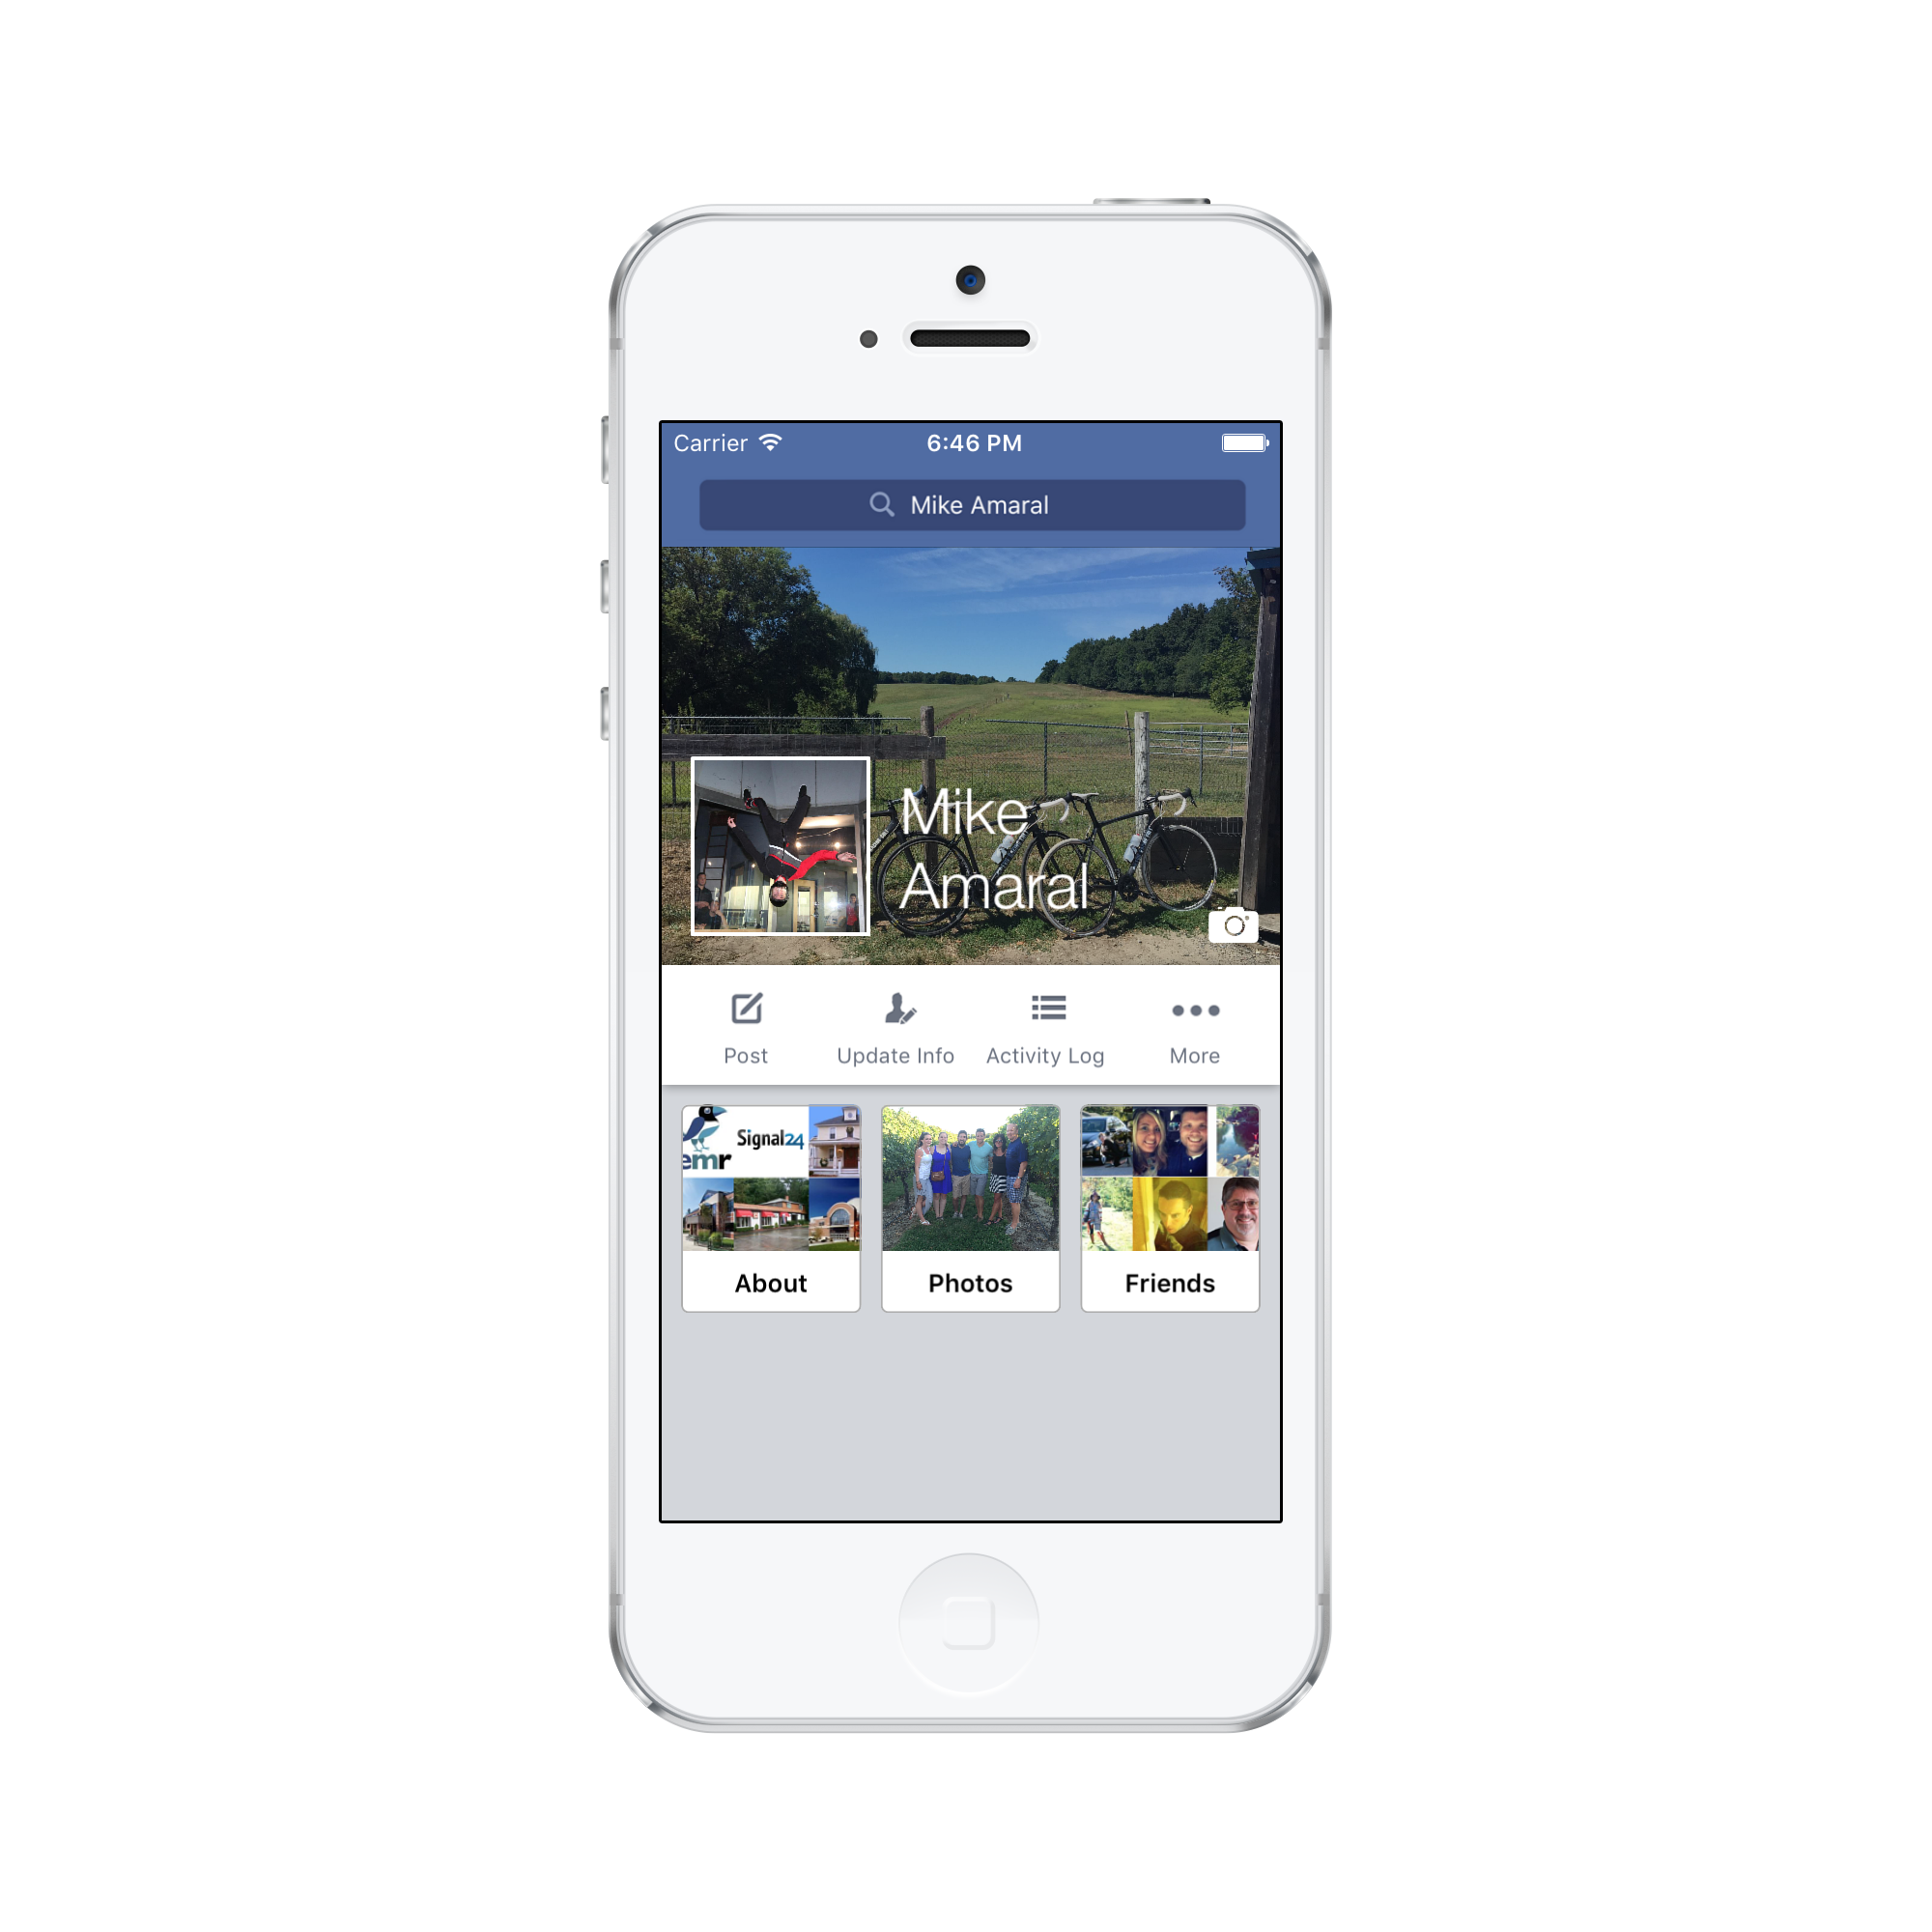 Carrier
6:46 PM
Mike Amaral
Mike
Amaral
Post
Update Info
Activity Log
More
Signal24
emr
About
Photos
Friends